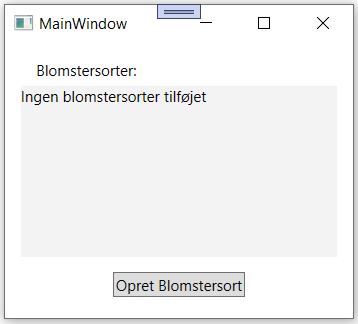 MainWindow
Blomstersorter:
Ingen blomstersorter tilføjet
Opret Blomstersort